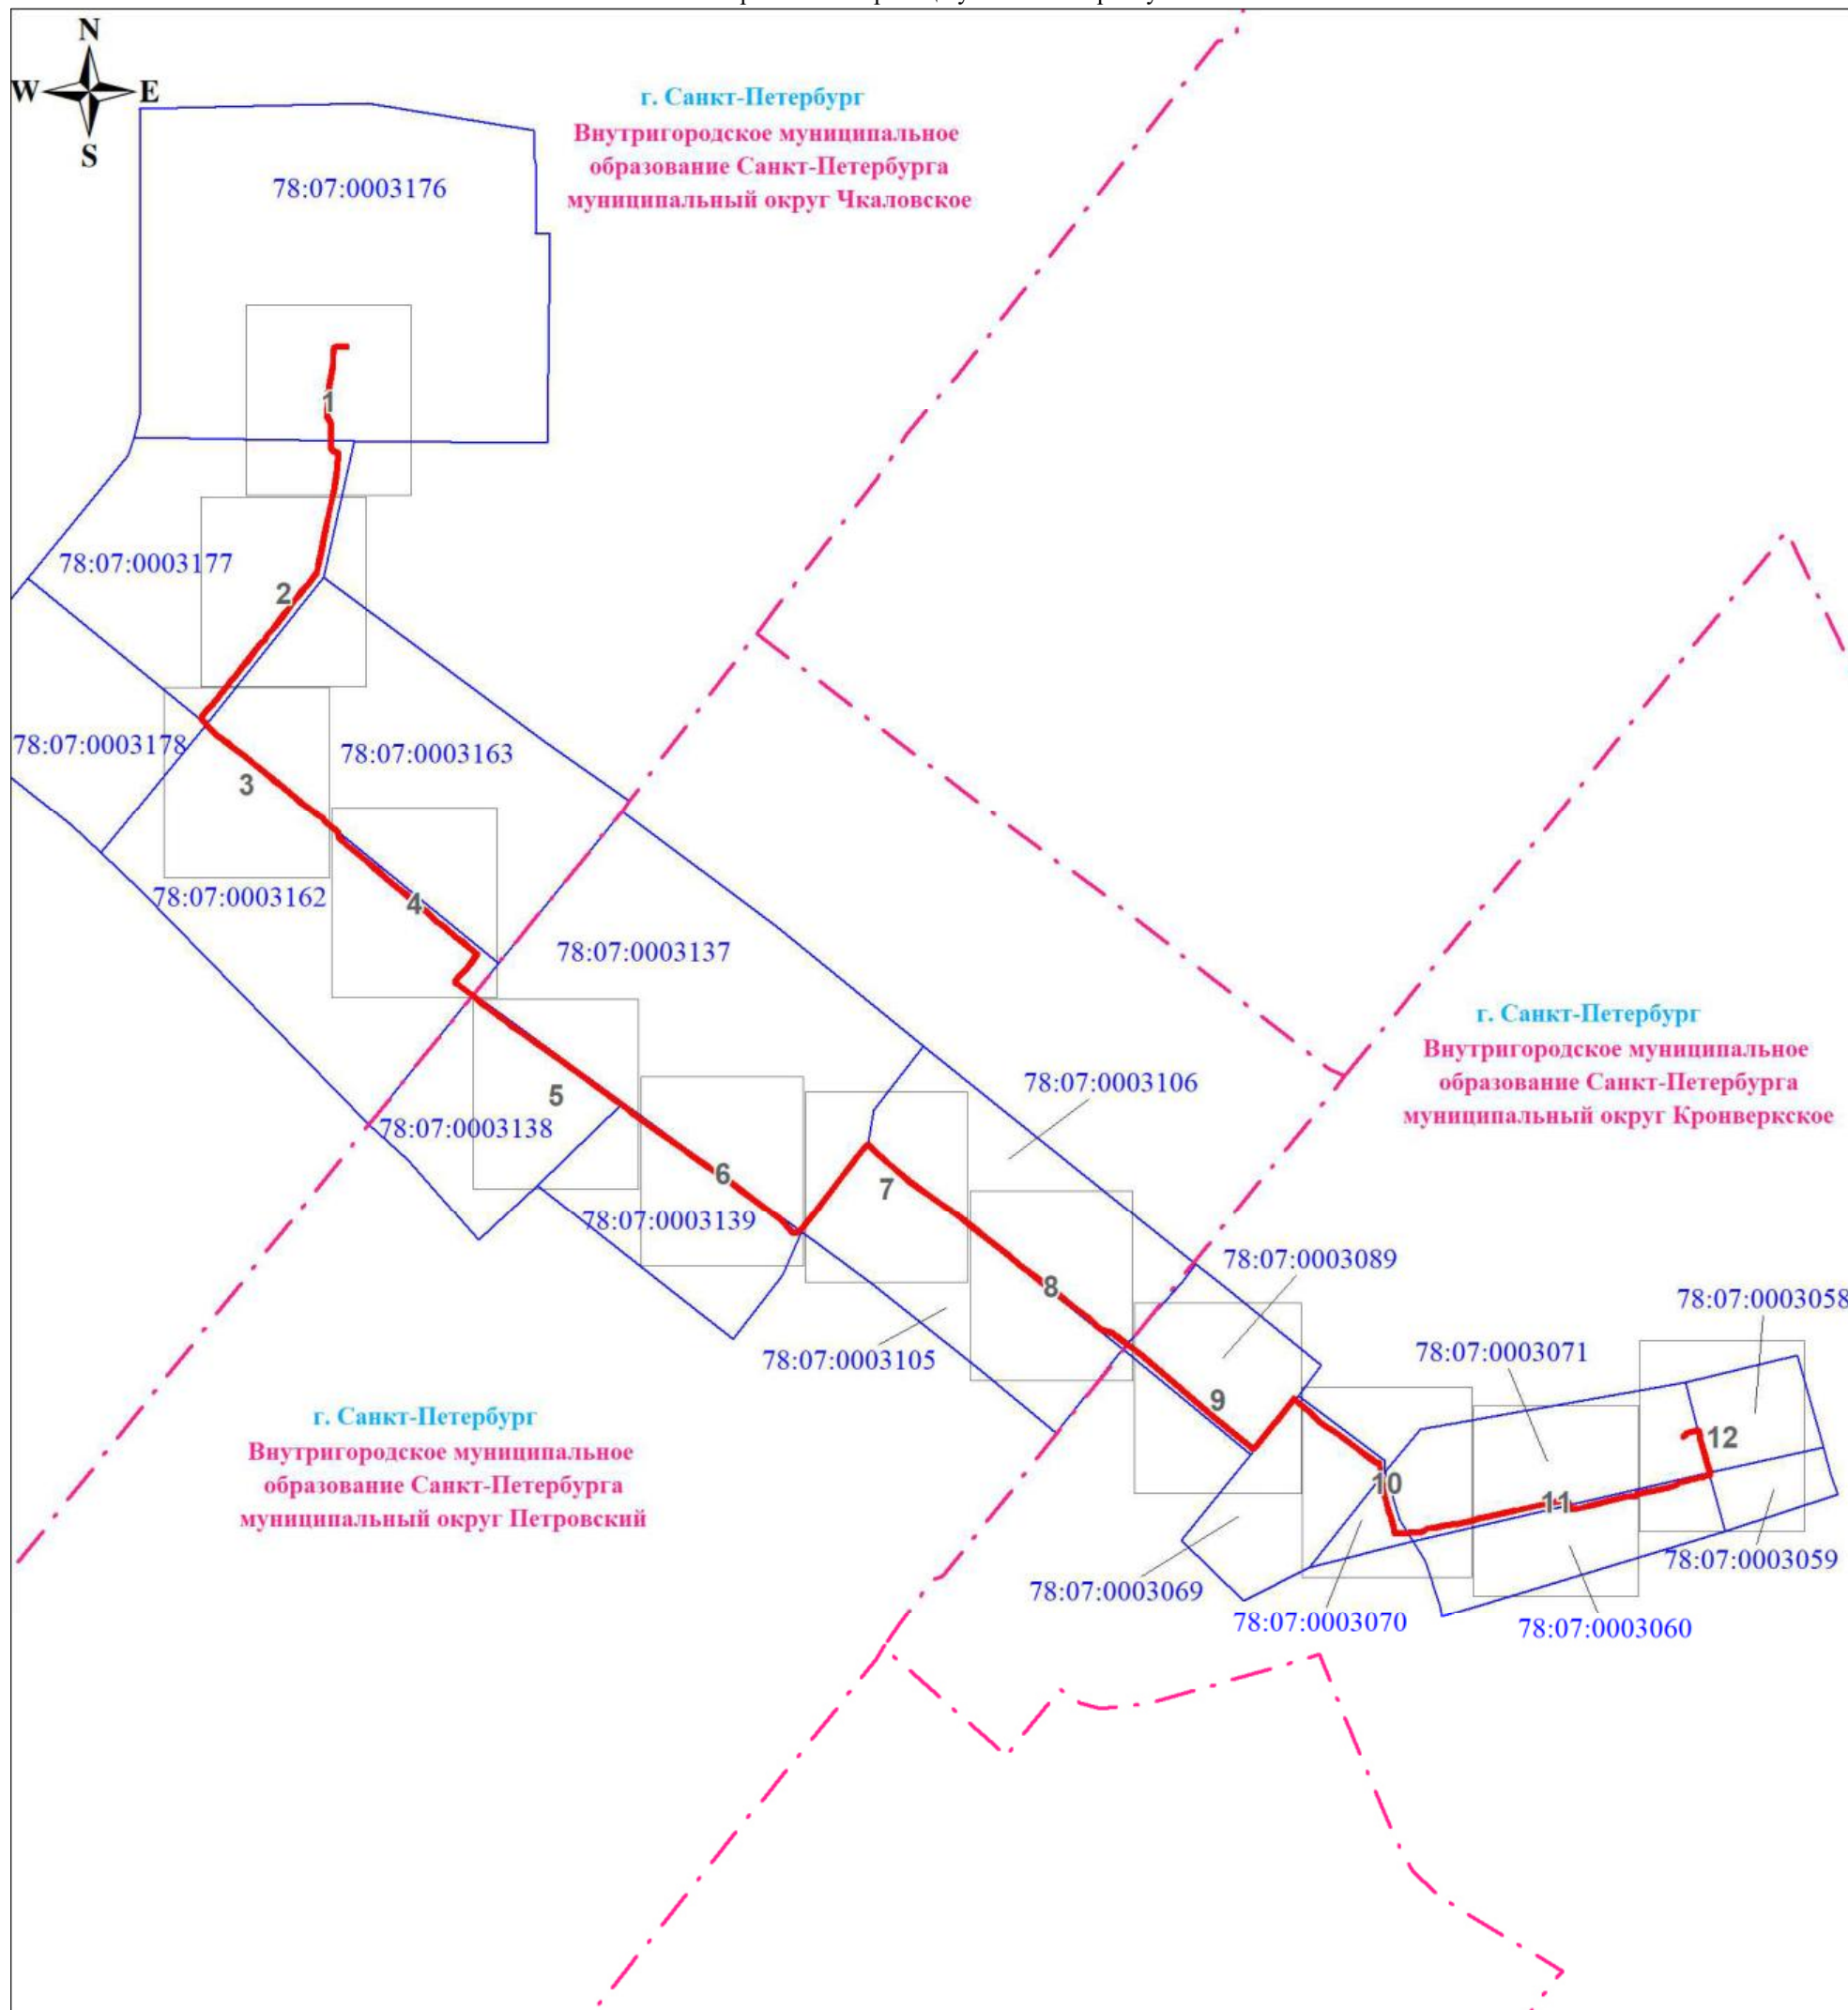 N
W E
S
г. Санкт-Петербург
Внутригородское муниципальное
образование Санкт-Петербурга
муниципальный округ Чкаловское
78:07:0003176
1
78:07:0003177
2
78:07:0003178
78:07:0003163
3
78:07:0003162
4
78:07:0003137
г. Санкт-Петербург
Внутригородское муниципальное
образование Санкт-Петербурга
муниципальный округ Кронверкское
78:07:0003106
5
78:07:0003138
6
7
78:07:0003139
78:07:0003089
8
78:07:0003058
78:07:0003105
78:07:0003071
9
12
г. Санкт-Петербург
Внутригородское муниципальное
образование Санкт-Петербурга
муниципальный округ Петровский
10
11
78:07:0003059
78:07:0003069
78:07:0003070
78:07:0003060